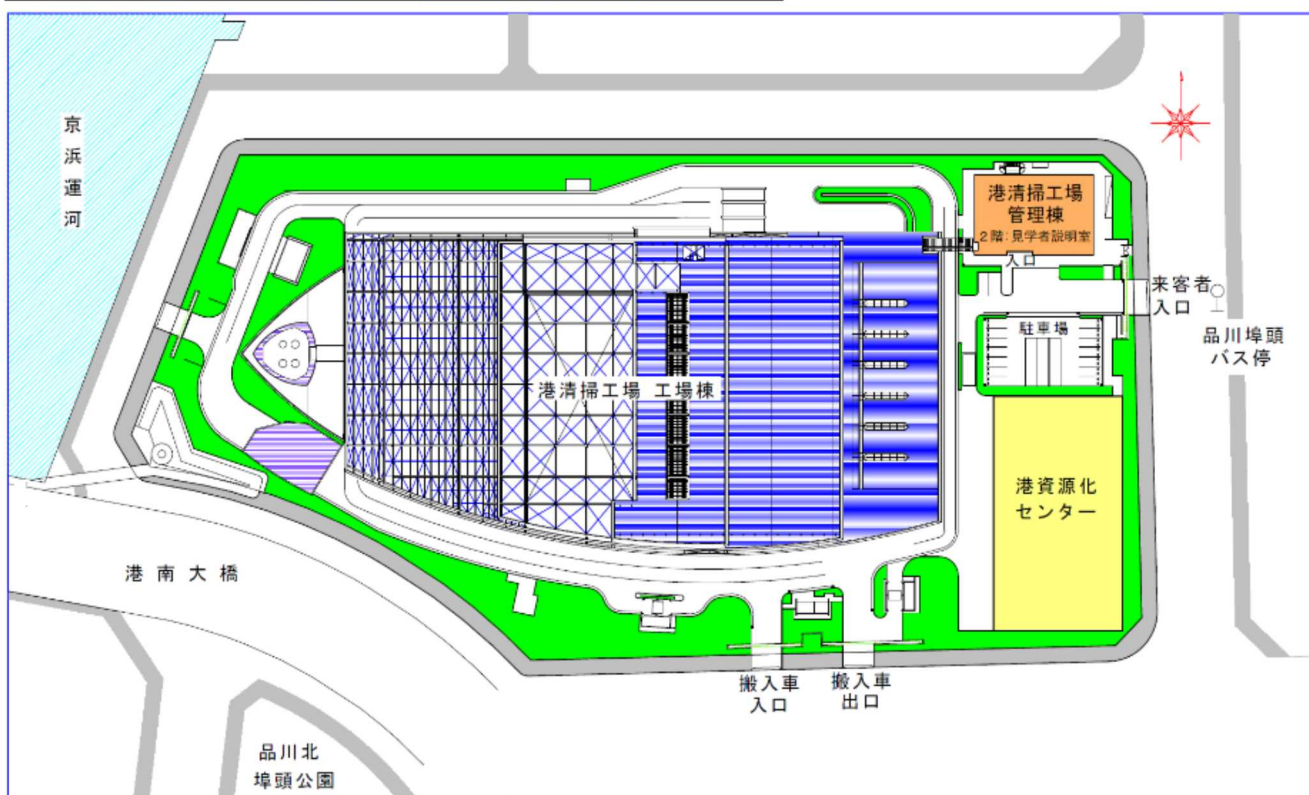 京浜運河
港清掃工場
管理棟
2階:見学者説明室
入口
来客者
入口
品川埠頭
バス停
駐車場
港清掃工場 工場棟
港資源化
センター
港南大橋
搬入車
入口
搬入車
出口
品川北
埠頭公園